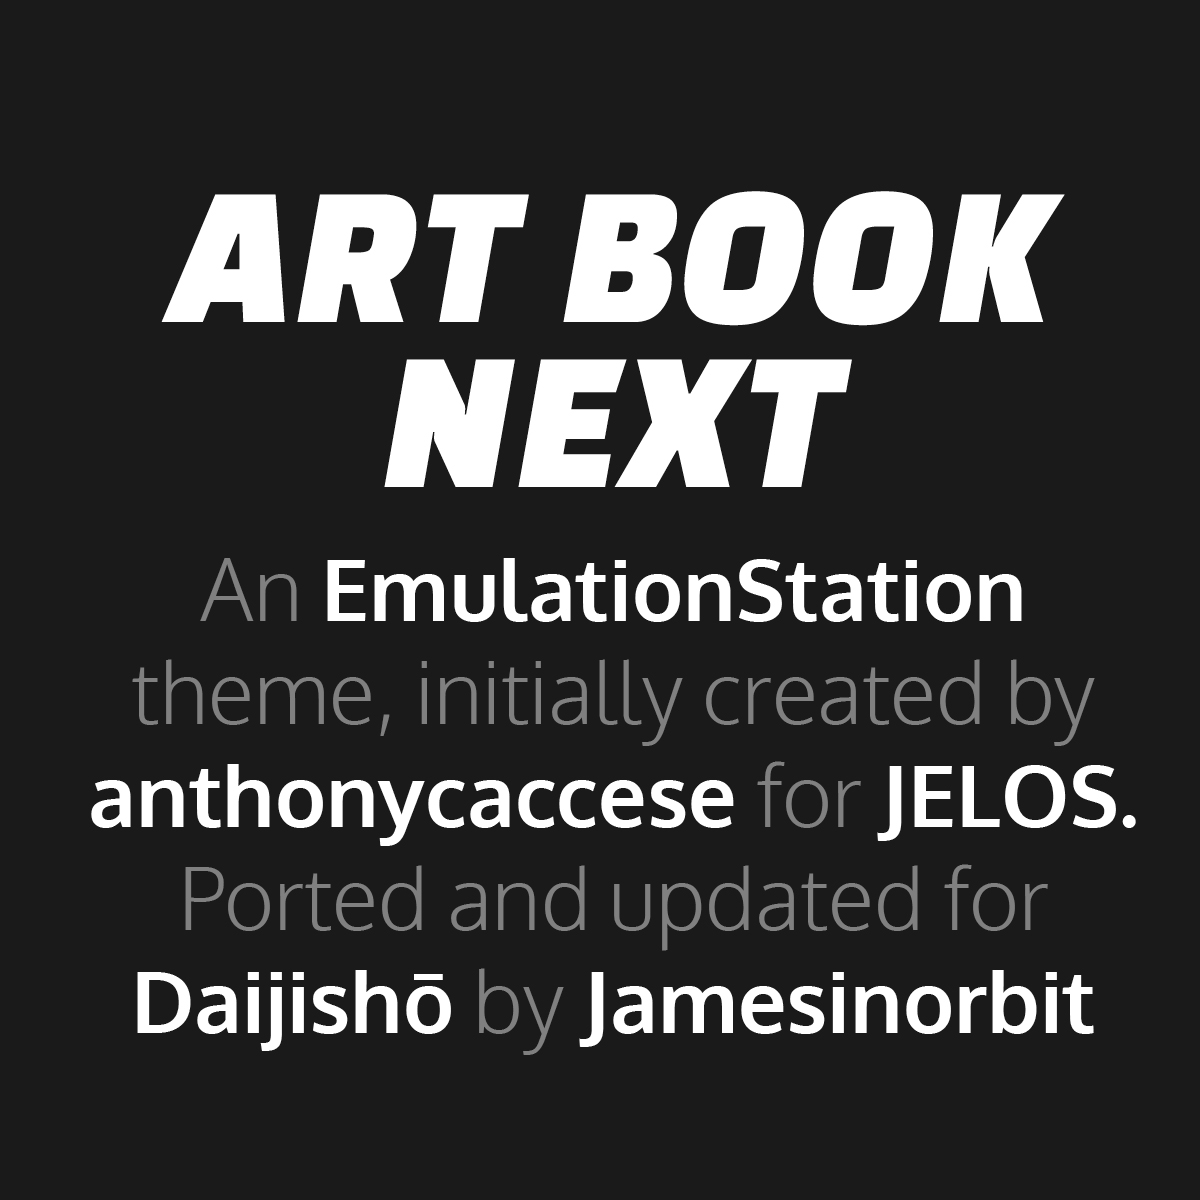 ART BOOK
NEXT
An EmulationStation
theme, initially created by
anthonycaccese for JELOS.
Ported and updated for
Daijishō by Jamesinorbit